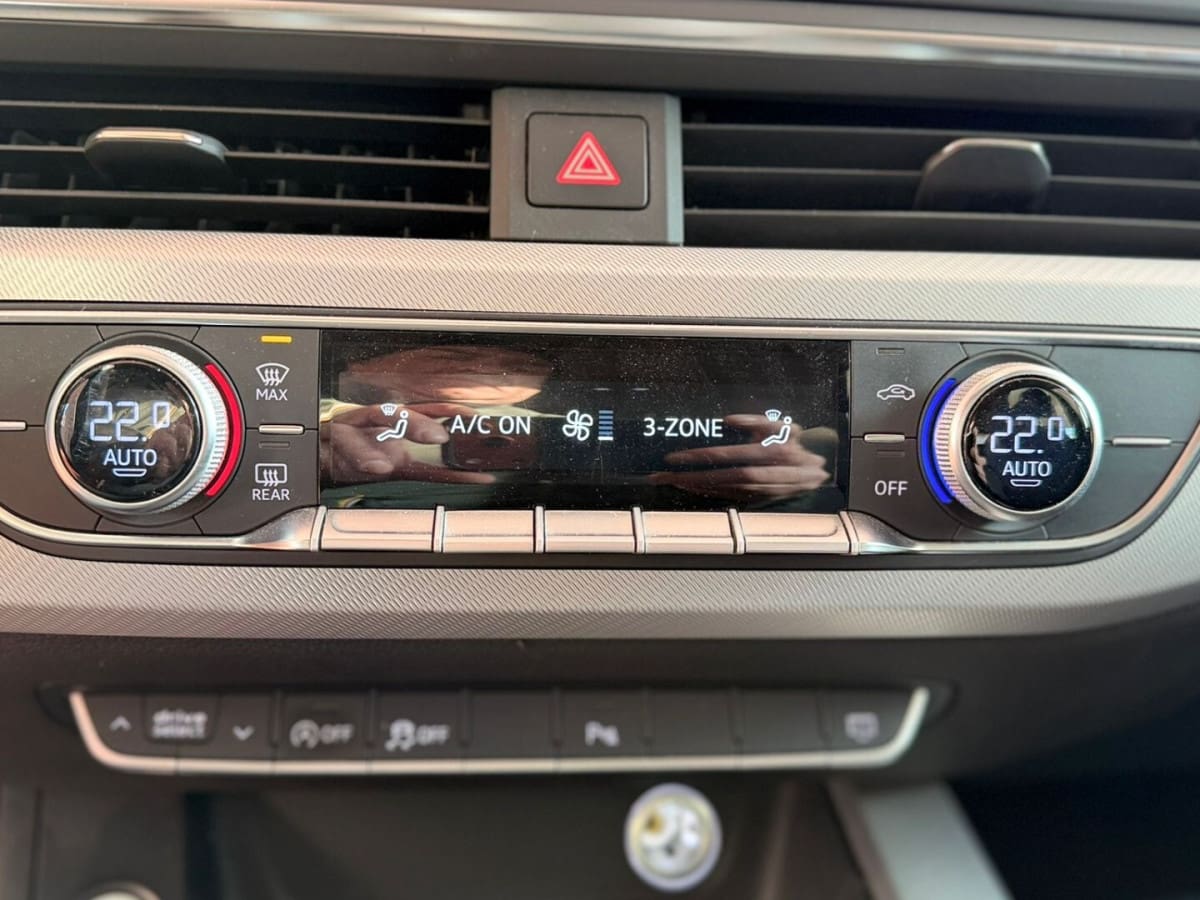 MAX
22.0
AUTO
A/C ON
3-ZONE
22.0
AUTO
REAR
OFF
drive
select
OFF
OFF
P